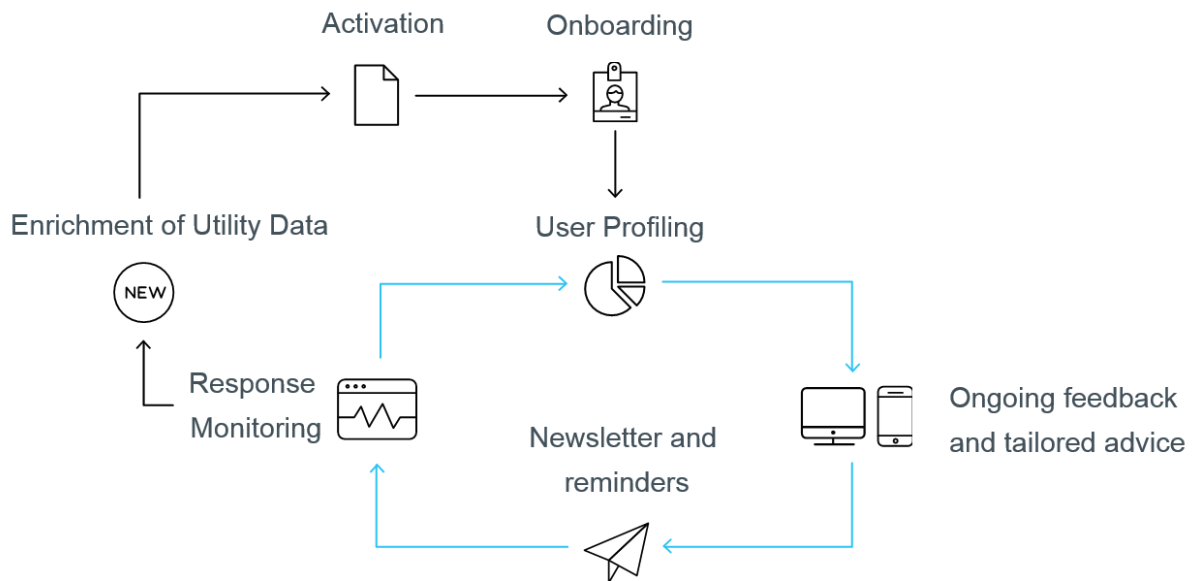 Activation
Onboarding
Enrichment of Utility Data
User Profiling
NEW
Response
Monitoring
Ongoing feedback
and tailored advice
Newsletter and
reminders